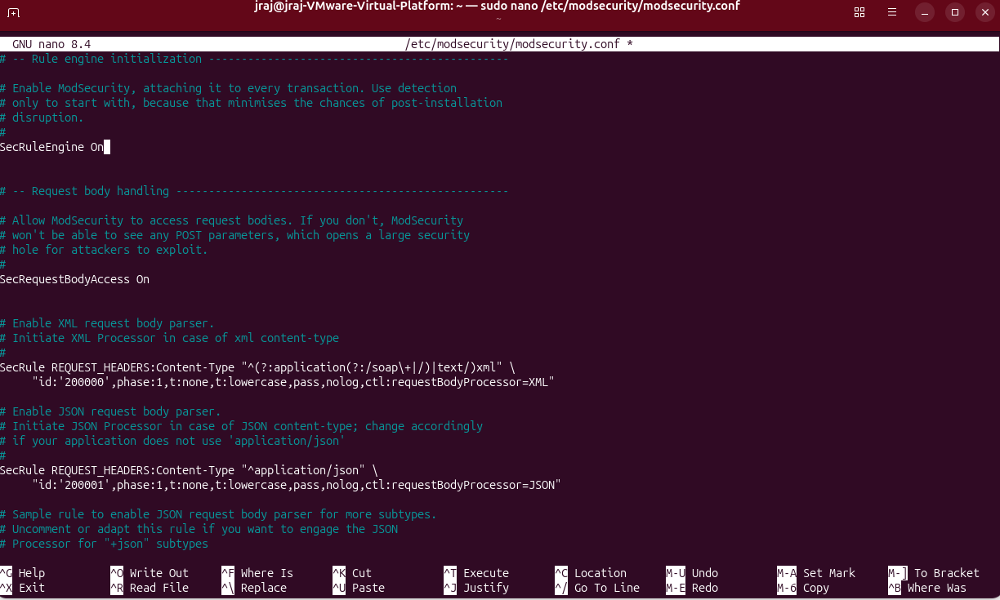 jraj@jraj-VMware-Virtual-Platform: ~ — sudo nano /etc/modsecurity/modsecurity.conf
~
GNU nano 8.4 /etc/modsecurity/modsecurity.conf *
# -- Rule engine initialization ----------------------------------------------
# Enable ModSecurity, attaching it to every transaction. Use detection
# only to start with, because that minimises the chances of post-installation
# disruption.
#
SecRuleEngine On
# -- Request body handling ---------------------------------------------------
# Allow ModSecurity to access request bodies. If you don't, ModSecurity
# won't be able to see any POST parameters, which opens a large security
# hole for attackers to exploit.
#
SecRequestBodyAccess On
# Enable XML request body parser.
# Initiate XML Processor in case of xml content-type
#
SecRule REQUEST_HEADERS:Content-Type "^(?:application(?:/soap\+|/)|text/)xml" \
"id:'200000',phase:1,t:none,t:lowercase,pass,nolog,ctl:requestBodyProcessor=XML"
# Enable JSON request body parser.
# Initiate JSON Processor in case of JSON content-type; change accordingly
# if your application does not use 'application/json'
#
SecRule REQUEST_HEADERS:Content-Type "^application/json" \
"id:'200001',phase:1,t:none,t:lowercase,pass,nolog,ctl:requestBodyProcessor=JSON"
# Sample rule to enable JSON request body parser for more subtypes.
# Uncomment or adapt this rule if you want to engage the JSON
# Processor for "+json" subtypes
^G Help ^O Write Out ^F Where Is ^K Cut ^T Execute ^C Location M-U Undo M-A Set Mark M-] To Bracket
^X Exit ^R Read File ^\ Replace ^U Paste ^J Justify ^/ Go To Line M-E Redo M-6 Copy ^B Where Was